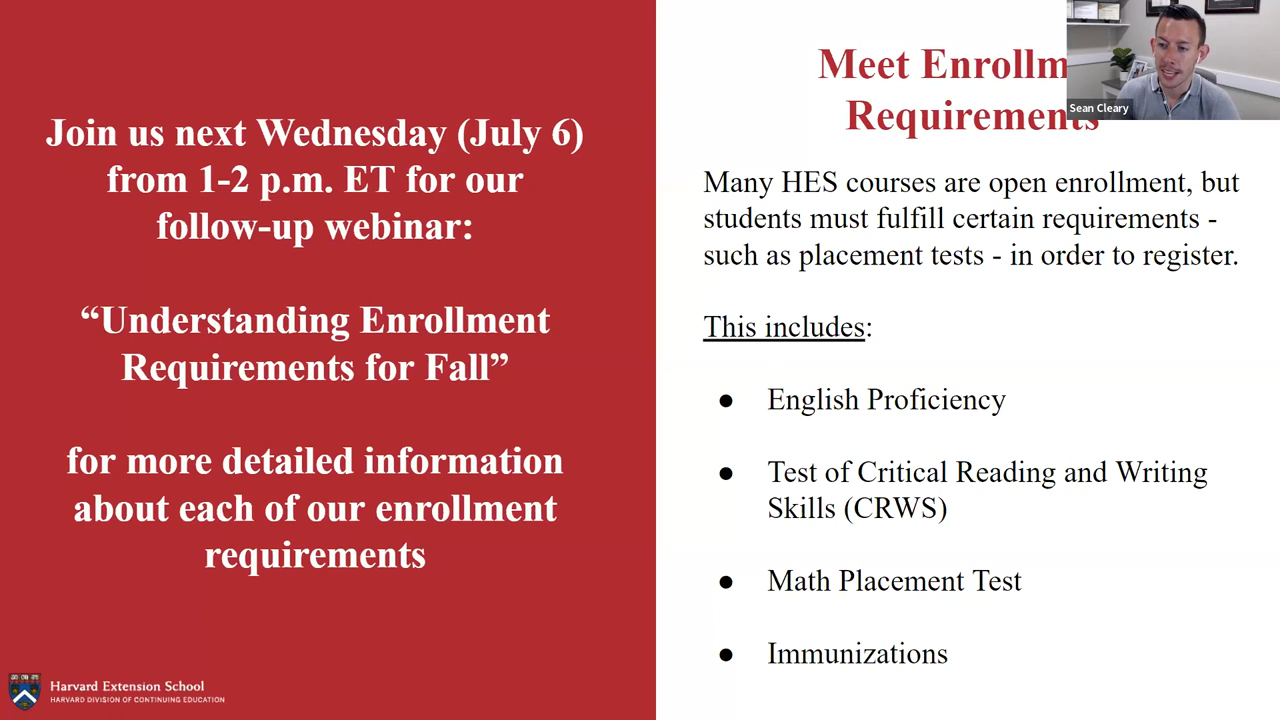 Join us next Wednesday (July 6)
from 1-2 p.m. ET for our
follow-up webinar:
“Understanding Enrollment
Requirements for Fall”
for more detailed information
about each of our enrollment
requirements
Harvard Extension School
HARVARD DIVISION OF CONTINUING EDUCATION
Meet Enrollm
Requirements
Sean Cleary
Many HES courses are open enrollment, but
students must fulfill certain requirements -
such as placement tests - in order to register.
This includes:
● English Proficiency
● Test of Critical Reading and Writing
Skills (CRWS)
● Math Placement Test
● Immunizations